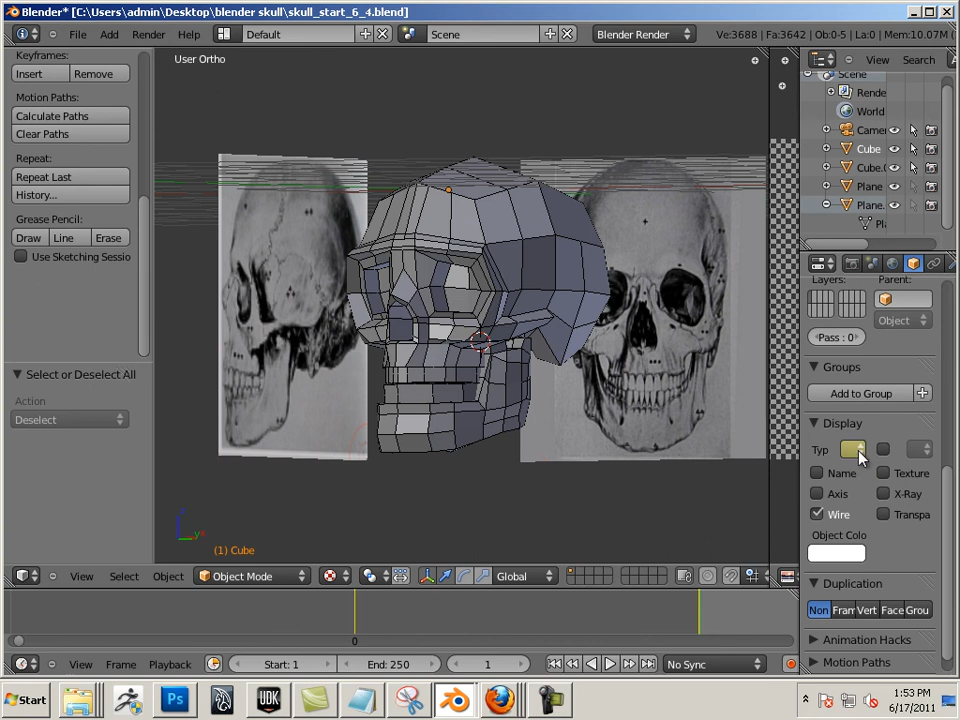 Blender* [C:\Users\admin\Desktop\blender skull\skull_start_6_4.blend]
File Add Render Help Default Scene Blender Render Ve:3688 | Fa:3642 | Ob:0-5 | La:0 | Mem:10.07M (
Keyframes:
Insert Remove
Motion Paths:
Calculate Paths
Clear Paths
Repeat:
Repeat Last
History...
Grease Pencil:
Draw Line Erase
Use Sketching Sessio
Select or Deselect All
Action
Deselect
User Ortho
(1) Cube
View Select Object Object Mode Global
View Search
Scene
Rende
World
Came
Cube
Cube.
Plane
Plane.
Pl
Layers: Parent:
Object
Pass : 0
Groups
Add to Group
Display
Typ
Name Texture
Axis X-Ray
Wire Transpa
Object Colo
Duplication
Non Fram Vert Face Grou
Animation Hacks
Motion Paths
0
View Frame Playback Start: 1 End: 250 1 No Sync
Start Ps UDK 1:53 PM
6/17/2011